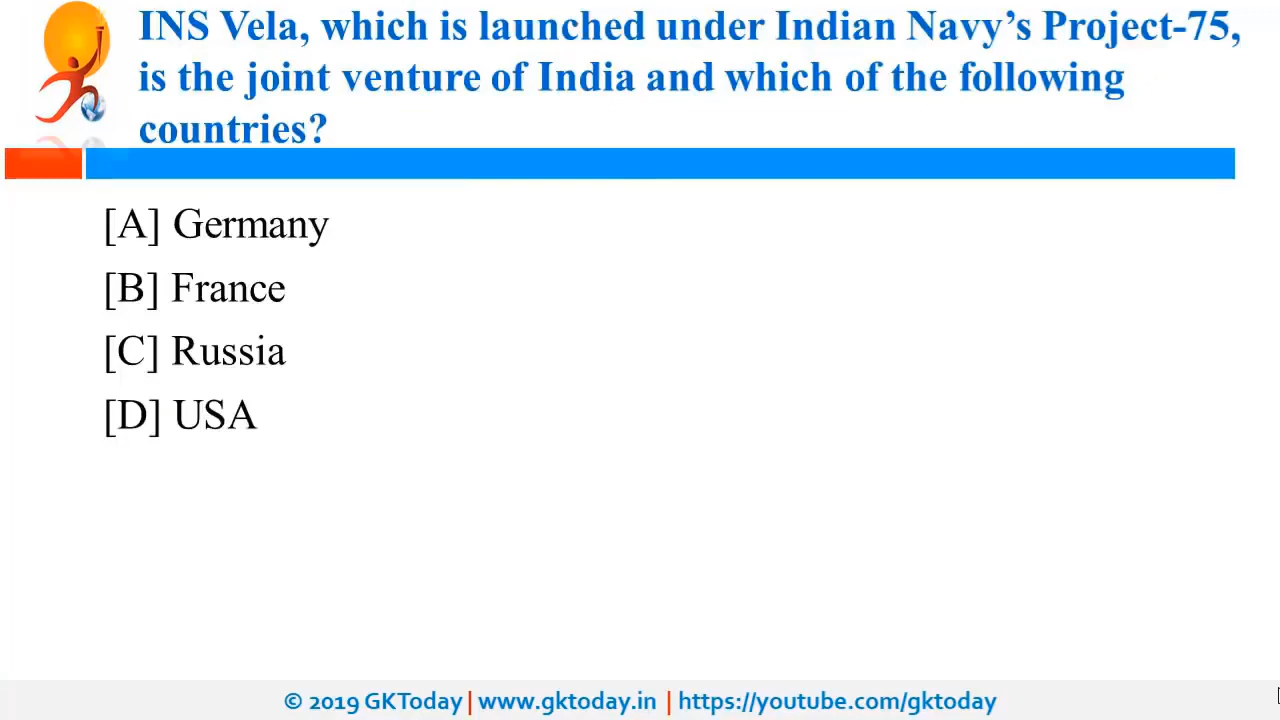 INS Vela, which is launched under Indian Navy’s Project-75,
is the joint venture of India and which of the following
countries?
[A] Germany
[B] France
[C] Russia
[D] USA
© 2019 GKToday | www.gktoday.in | https://youtube.com/gktoday